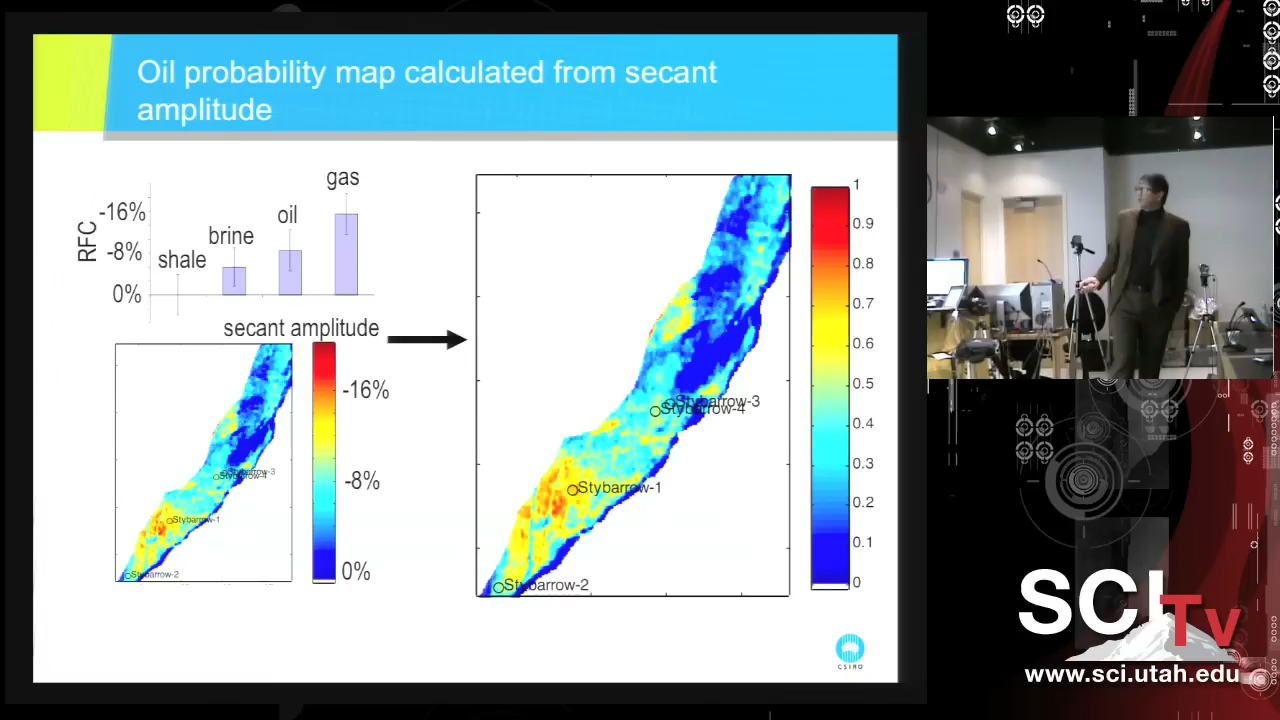 Oil probability map calculated from secant
amplitude
gas
-16%
oil
RFC
brine
-8%
shale
0%
secant amplitude
-16%
-8%
0%
Stybarrow-3
Stybarrow-4
Stybarrow-1
Stybarrow-2
1
0.9
0.8
0.7
0.6
0.5
0.4
0.3
0.2
0.1
0
Stybarrow-3
Stybarrow-4
Stybarrow-1
Stybarrow-2
CSIRO
SCI
Tv
www.sci.utah.edu